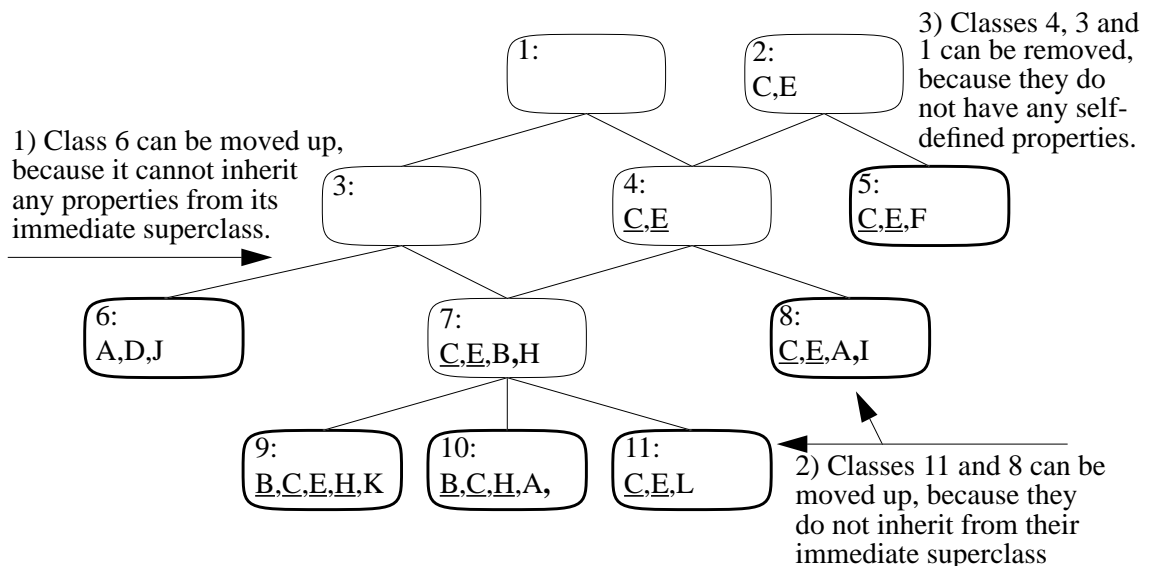 1:
2:
C,E
3) Classes 4, 3 and
1 can be removed,
because they do
not have any self-
defined properties.
1) Class 6 can be moved up,
because it cannot inherit
any properties from its
immediate superclass.
3:
4:
C,E
5:
C,E,F
6:
A,D,J
7:
C,E,B,H
8:
C,E,A,I
9:
B,C,E,H,K
10:
B,C,H,A,
11:
C,E,L
2) Classes 11 and 8 can be
moved up, because they
do not inherit from their
immediate superclass